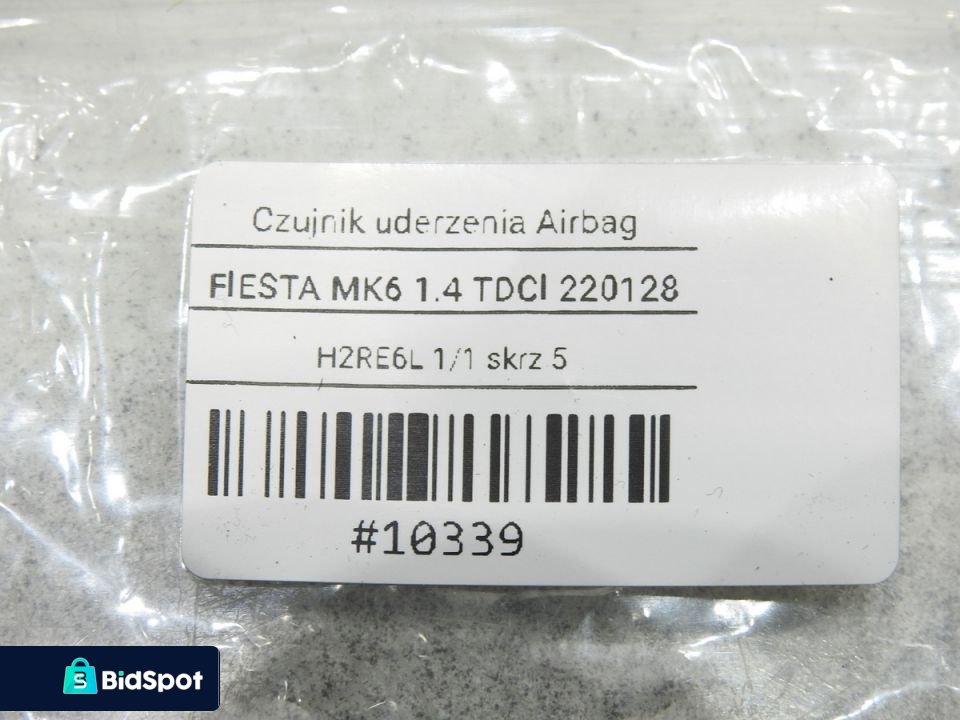 Czujnik uderzenia Airbag
FIESTA MK6 1.4 TDCI 220128
H2RE6L 1/1 skrz 5
#10339
BidSpot